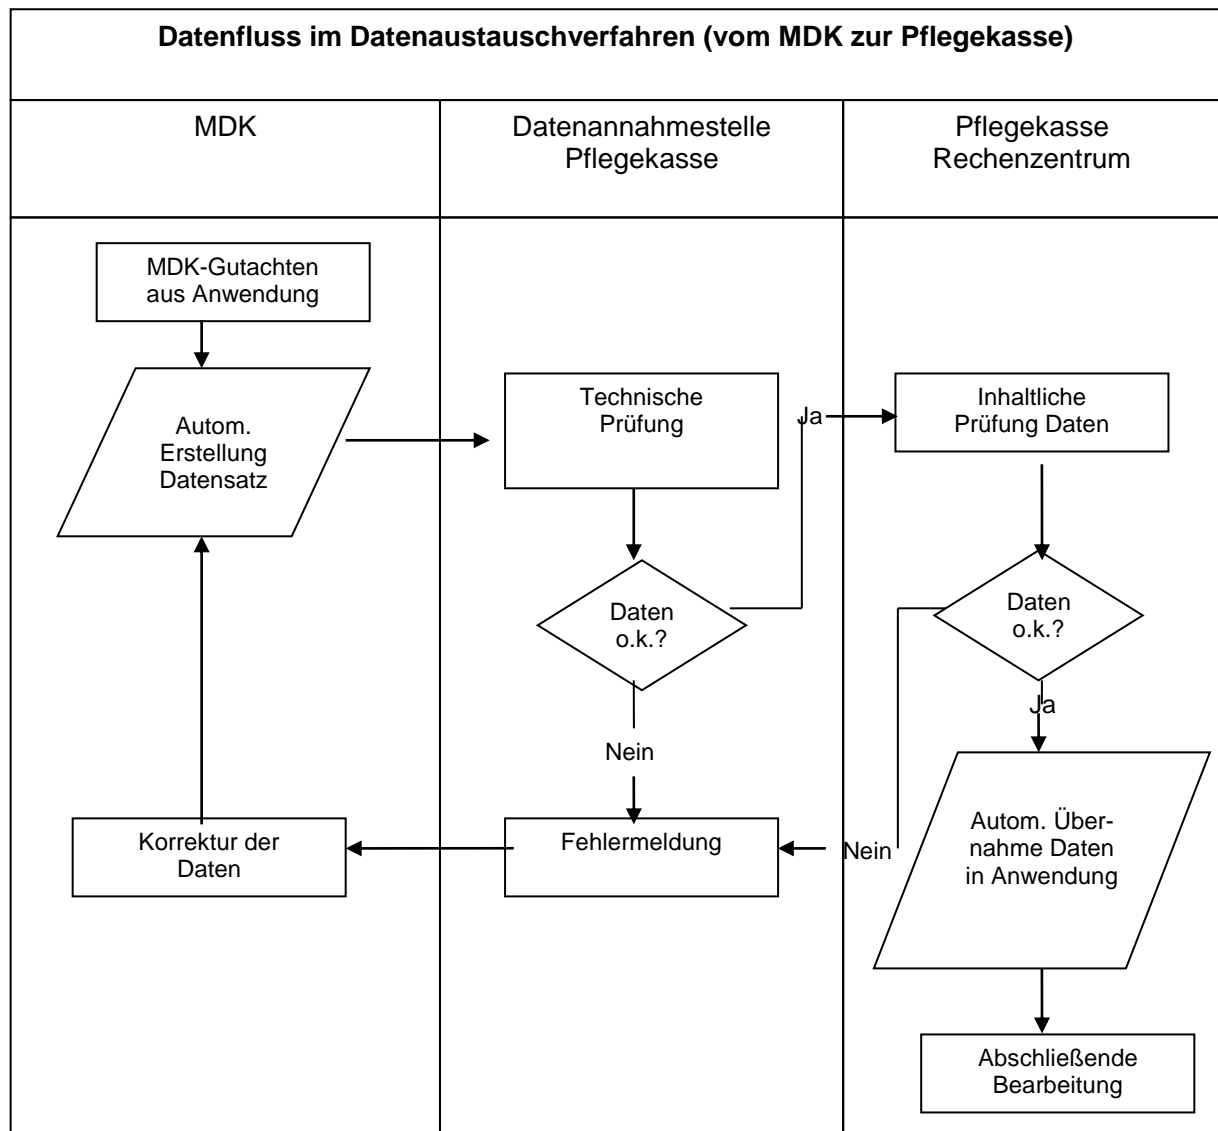 Datenfluss im Datenaustauschverfahren (vom MDK zur Pflegekasse)
MDK
Datenannahmestelle
Pflegekasse
Pflegekasse
Rechenzentrum
MDK-Gutachten
aus Anwendung
Autom.
Erstellung
Datensatz
Technische
Prüfung
Ja
Inhaltliche
Prüfung Daten
Daten
o.k.?
Daten
o.k.?
Ja
Nein
Korrektur der
Daten
Fehlermeldung
Nein
Autom. Über-
nahme Daten
in Anwendung
Abschließende
Bearbeitung